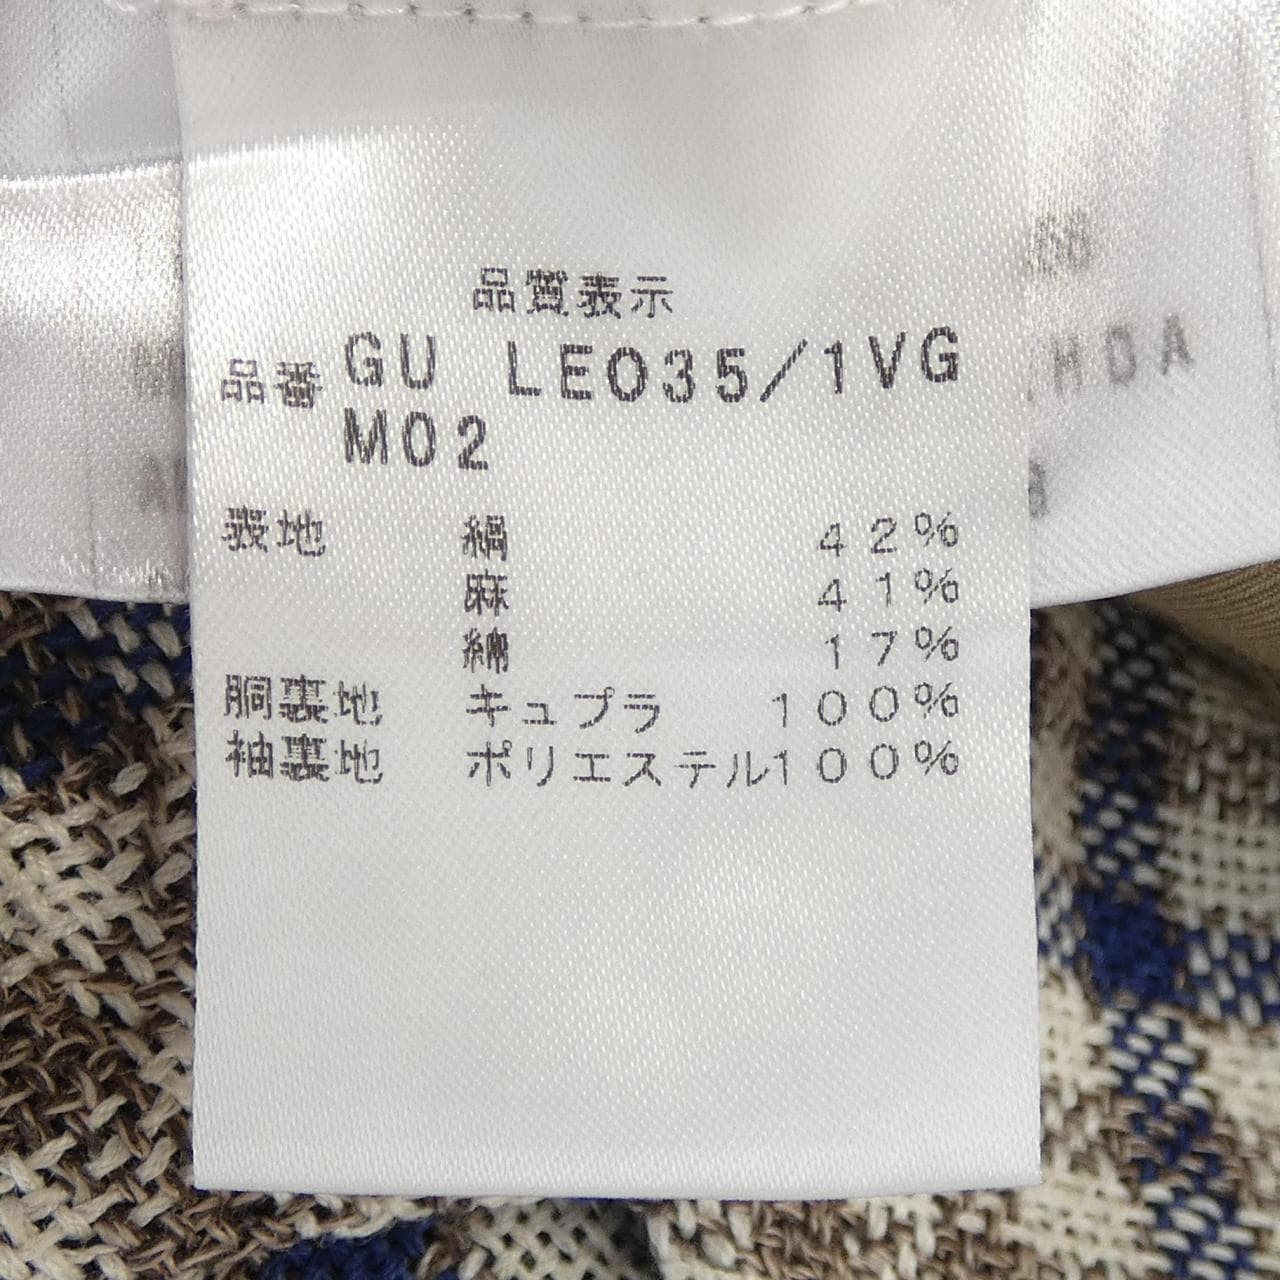 品質表示
品番 GU LE035/1VG
M02
表地 絹 42%
麻 41%
綿 17%
胴裏地 キュプラ 100%
袖裏地 ポリエステル100%